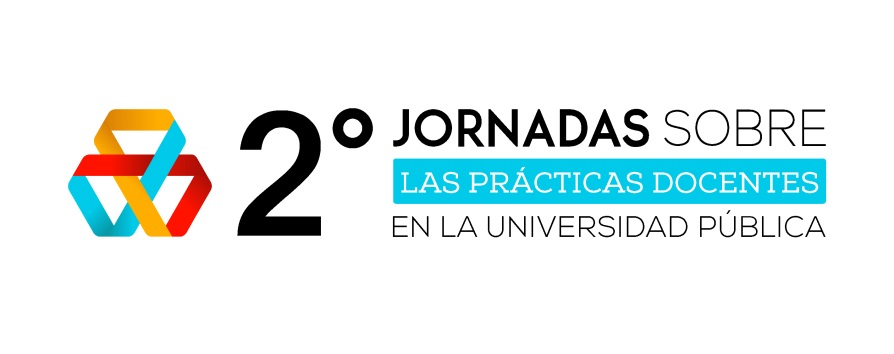 2° JORNADAS SOBRE
LAS PRÁCTICAS DOCENTES
EN LA UNIVERSIDAD PÚBLICA